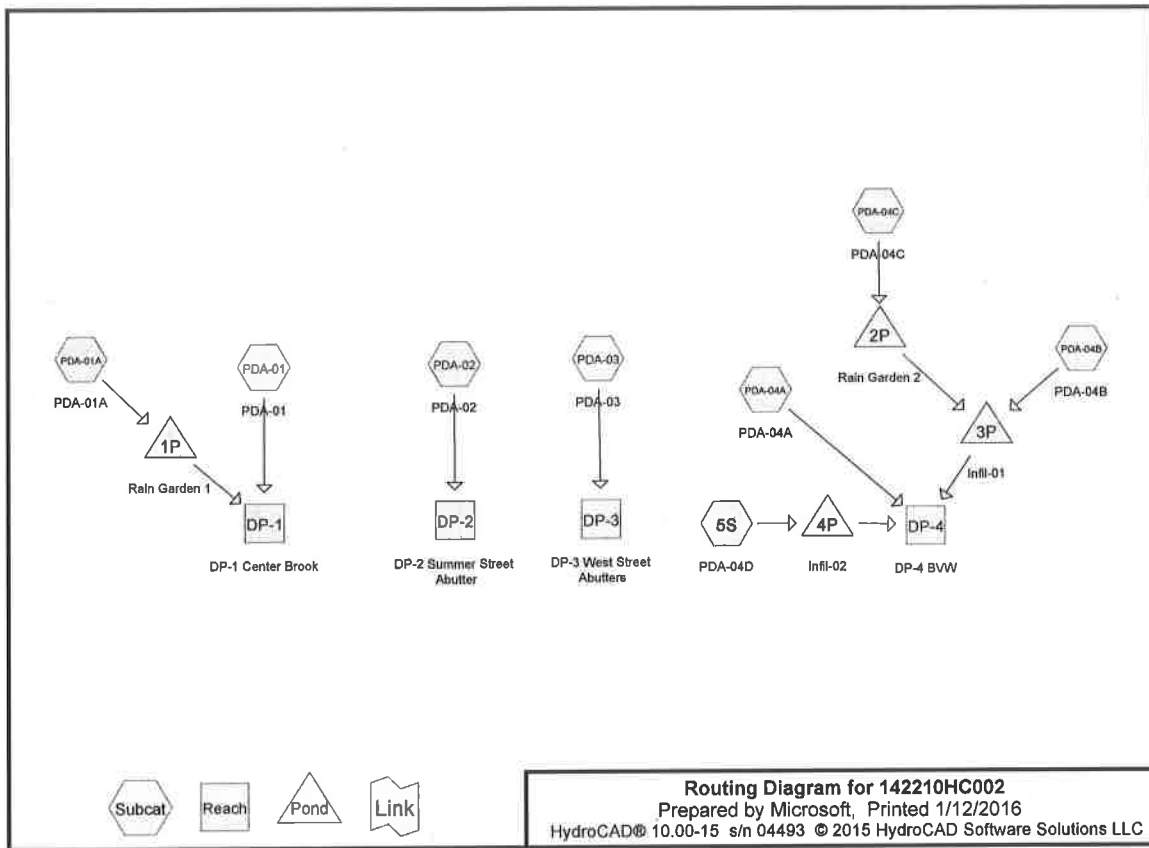 PDA-04C
PDA-04C
2P
Rain Garden 2
PDA-01A
PDA-01A
PDA-01
PDA-01
PDA-02
PDA-02
PDA-03
PDA-03
PDA-04A
PDA-04A
PDA-04B
PDA-04B
1P
Rain Garden 1
3P
Infil-01
DP-1
DP-1 Center Brook
DP-2
DP-2 Summer Street
Abutter
DP-3
DP-3 West Street
Abutters
5S
PDA-04D
4P
Infil-02
DP-4
DP-4 BVW
Subcat
Reach
Pond
Link
Routing Diagram for 142210HC002
Prepared by Microsoft, Printed 1/12/2016
HydroCAD® 10.00-15 s/n 04493 © 2015 HydroCAD Software Solutions LLC